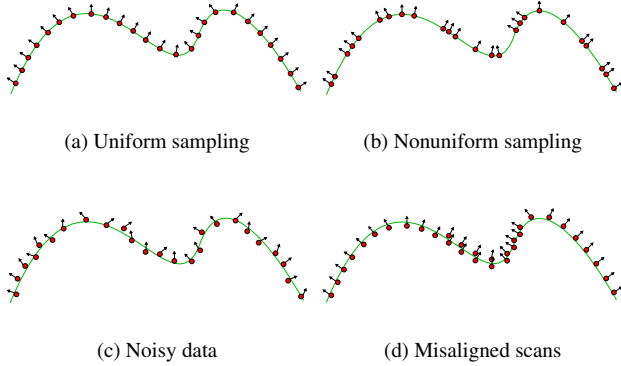 (a) Uniform sampling
(b) Nonuniform sampling
(c) Noisy data
(d) Misaligned scans